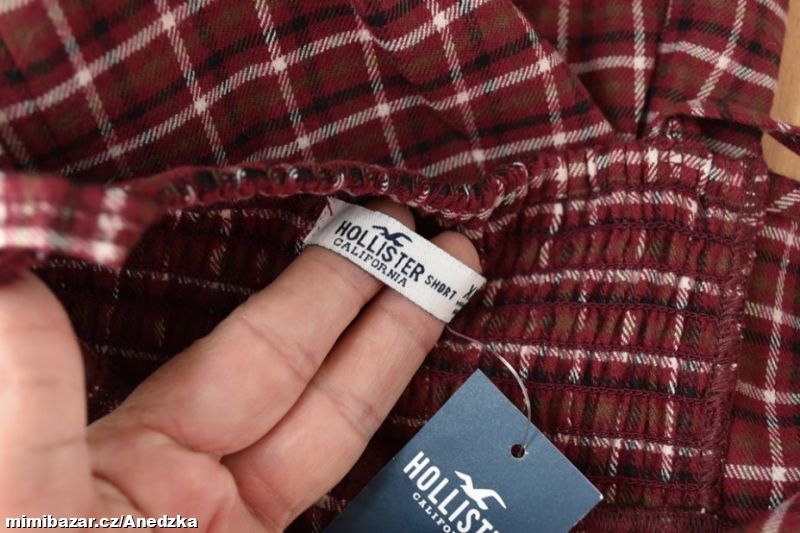 HOLLISTER
CALIFORNIA
SHORT
HOLLISTER
CALIFORNIA
mimibazar.cz/Anedzka